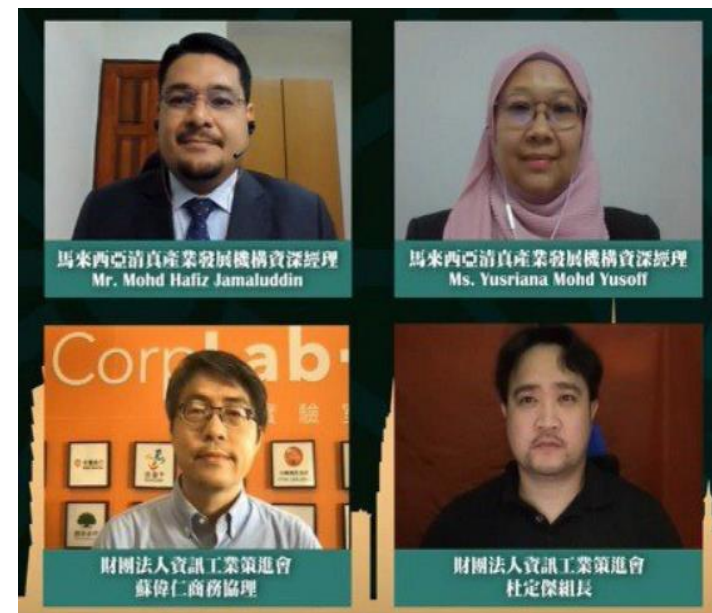 馬來西亞清真產業發展機構資深經理
Mr. Mohd Hafiz Jamaluddin
馬來西亞清真產業發展機構資深經理
Ms. Yusriana Mohd Yusoff
CorpLab
實驗室
財團法人資訊工業策進會
蘇偉仁商務協理
財團法人資訊工業策進會
杜定傑組長